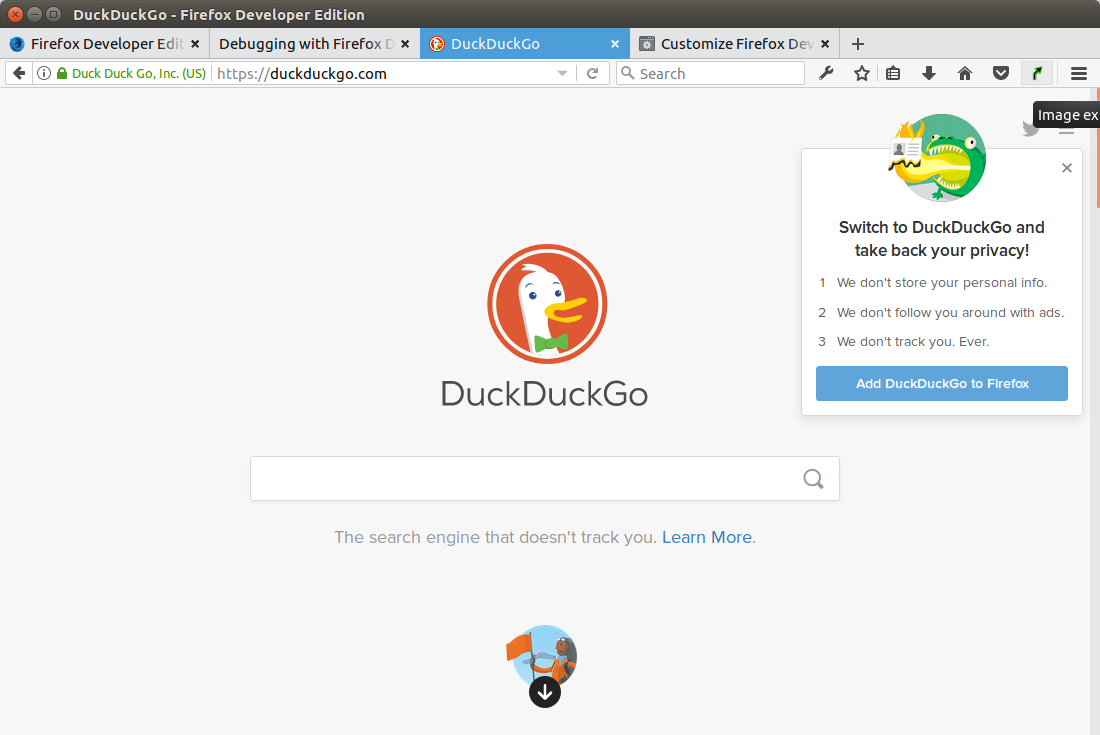 DuckDuckGo - Firefox Developer Edition
Firefox Developer Edit
Debugging with Firefox D
DuckDuckGo
Customize Firefox Dev
Duck Duck Go, Inc. (US)
https://duckduckgo.com
Search
Image ex
Switch to DuckDuckGo and
take back your privacy!
1 We don't store your personal info.
2 We don't follow you around with ads.
3 We don't track you. Ever.
Add DuckDuckGo to Firefox
DuckDuckGo
The search engine that doesn't track you. Learn More.